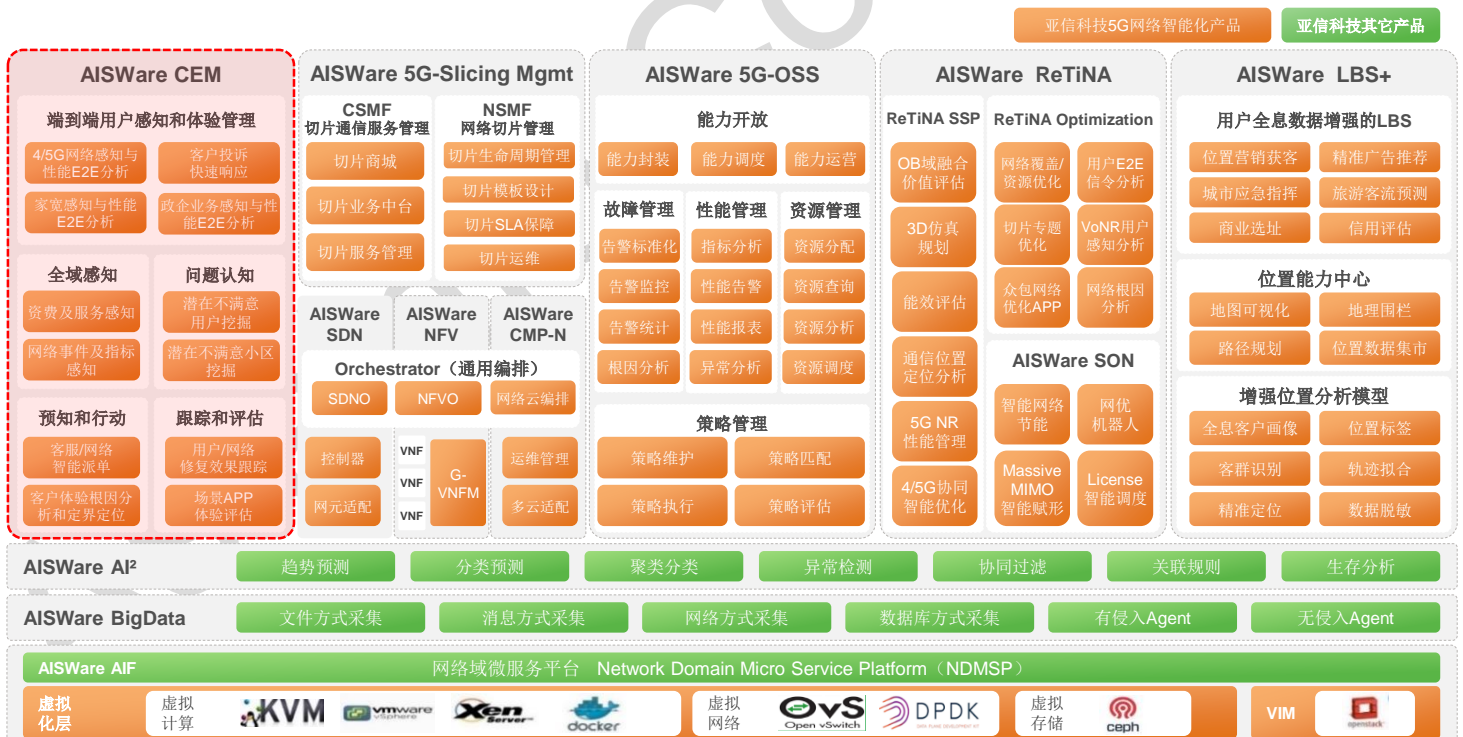 亚信科技5G网络智能化产品
亚信科技其它产品
AISWare CEM
端到端用户感知和体验管理
4/5G网络感知与
性能E2E分析
客户投诉
快速响应
家宽感知与性能
E2E分析
政企业务感知与性
能E2E分析
全域感知
资费及服务感知
网络事件及指标
感知
问题认知
潜在不满意
用户挖掘
潜在不满意小区
挖掘
预知和行动
客服/网络
智能派单
客户体验根因分
析和定界定位
跟踪和评估
用户/网络
修复效果跟踪
场景APP
体验评估
AISWare 5G-Slicing Mgmt
CSMF
切片通信服务管理
切片商城
切片业务中台
切片服务管理
NSMF
网络切片管理
切片生命周期管理
切片模板设计
切片SLA保障
切片运维
AISWare
SDN
AISWare
NFV
AISWare
CMP-N
Orchestrator（通用编排）
SDNO
NFVO
网络云编排
控制器
网元适配
VNF
VNF
VNF
G-
VNFM
运维管理
多云适配
AISWare 5G-OSS
能力开放
能力封装
能力调度
能力运营
故障管理
告警标准化
告警监控
告警统计
根因分析
性能管理
指标分析
性能告警
性能报表
异常分析
资源管理
资源分配
资源查询
资源分析
资源调度
策略管理
策略维护
策略匹配
策略执行
策略评估
AISWare ReTiNA
ReTiNA SSP
OB域融合
价值评估
3D仿真
规划
能效评估
通信位置
定位分析
5G NR
性能管理
4/5G协同
智能优化
ReTiNA Optimization
网络覆盖/
资源优化
用户E2E
信令分析
切片专题
优化
VoNR用户
感知分析
众包网络
优化APP
网络根因
分析
AISWare SON
智能网络
节能
网优
机器人
Massive
MIMO
智能赋形
License
智能调度
AISWare LBS+
用户全息数据增强的LBS
位置营销获客
精准广告推荐
城市应急指挥
旅游客流预测
商业选址
信用评估
位置能力中心
地图可视化
地理围栏
路径规划
位置数据集市
增强位置分析模型
全息客户画像
位置标签
客群识别
轨迹拟合
精准定位
数据脱敏
AISWare AI²
趋势预测
分类预测
聚类分类
异常检测
协同过滤
关联规则
生存分析
AISWare BigData
文件方式采集
消息方式采集
网络方式采集
数据库方式采集
有侵入Agent
无侵入Agent
AISWare AIF
网络域微服务平台 Network Domain Micro Service Platform（NDMSP）
虚拟
化层
虚拟
计算
KVM
vmware
vSphere
Xen
Server
docker
虚拟
网络
OvS
Open vSwitch
DPDK
虚拟
存储
ceph
VIM
openstack